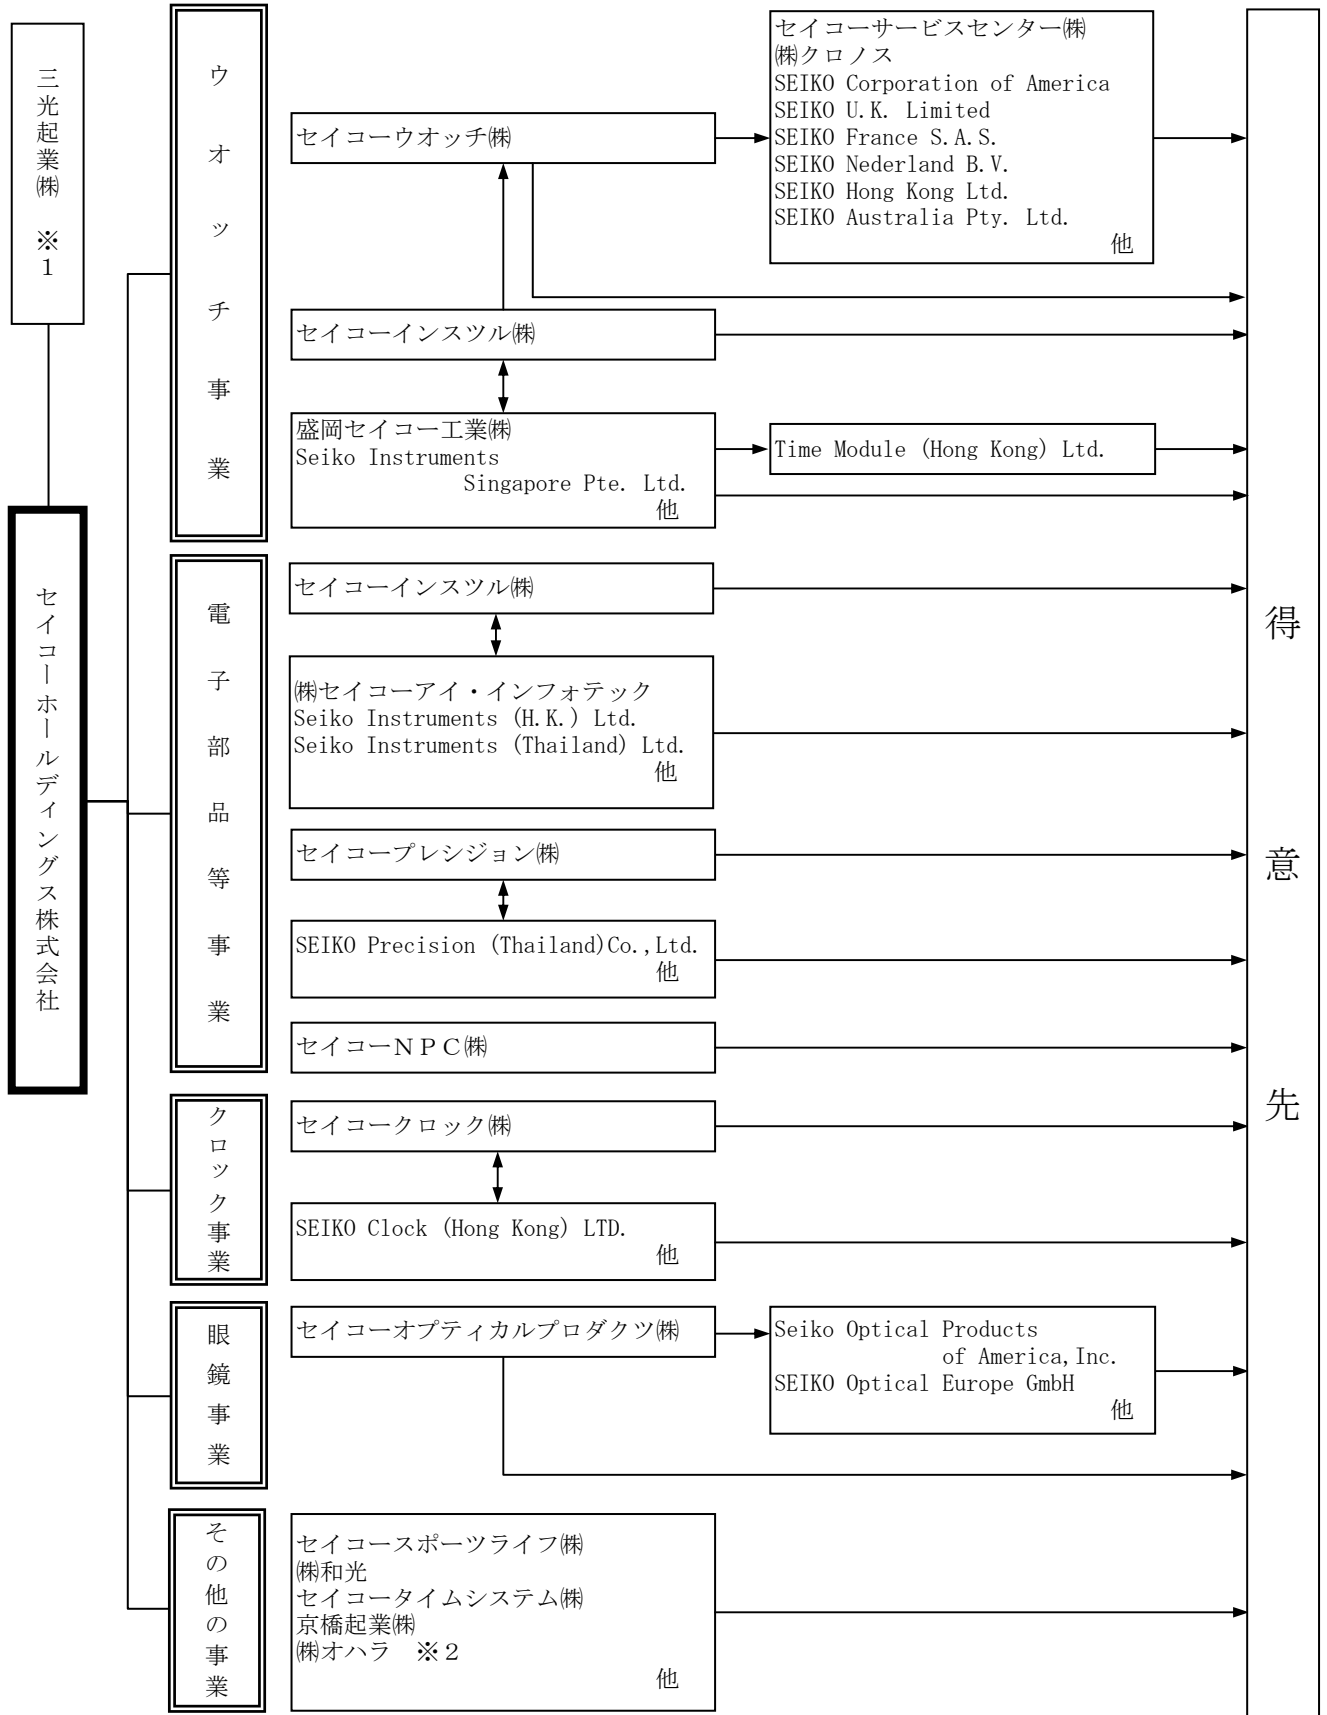 三光起業㈱　※1
セイコーホールディングス株式会社
ウオッチ事業
セイコーウオッチ㈱
セイコーサービスセンター㈱
㈱クロノス
SEIKO Corporation of America
SEIKO U.K. Limited
SEIKO France S.A.S.
SEIKO Nederland B.V.
SEIKO Hong Kong Ltd.
SEIKO Australia Pty. Ltd.
他
セイコーインスツル㈱
盛岡セイコー工業㈱
Seiko Instruments
Singapore Pte. Ltd.
他
Time Module (Hong Kong) Ltd.
電子部品等事業
セイコーインスツル㈱
㈱セイコーアイ・インフォテック
Seiko Instruments (H.K.) Ltd.
Seiko Instruments (Thailand) Ltd.
他
セイコープレシジョン㈱
SEIKO Precision (Thailand)Co.,Ltd.
他
セイコーＮＰＣ㈱
クロック事業
セイコークロック㈱
SEIKO Clock (Hong Kong) LTD.
他
眼鏡事業
セイコーオプティカルプロダクツ㈱
Seiko Optical Products
of America,Inc.
SEIKO Optical Europe GmbH
他
その他の事業
セイコースポーツライフ㈱
㈱和光
セイコータイムシステム㈱
京橋起業㈱
㈱オハラ　※２
他
得意先